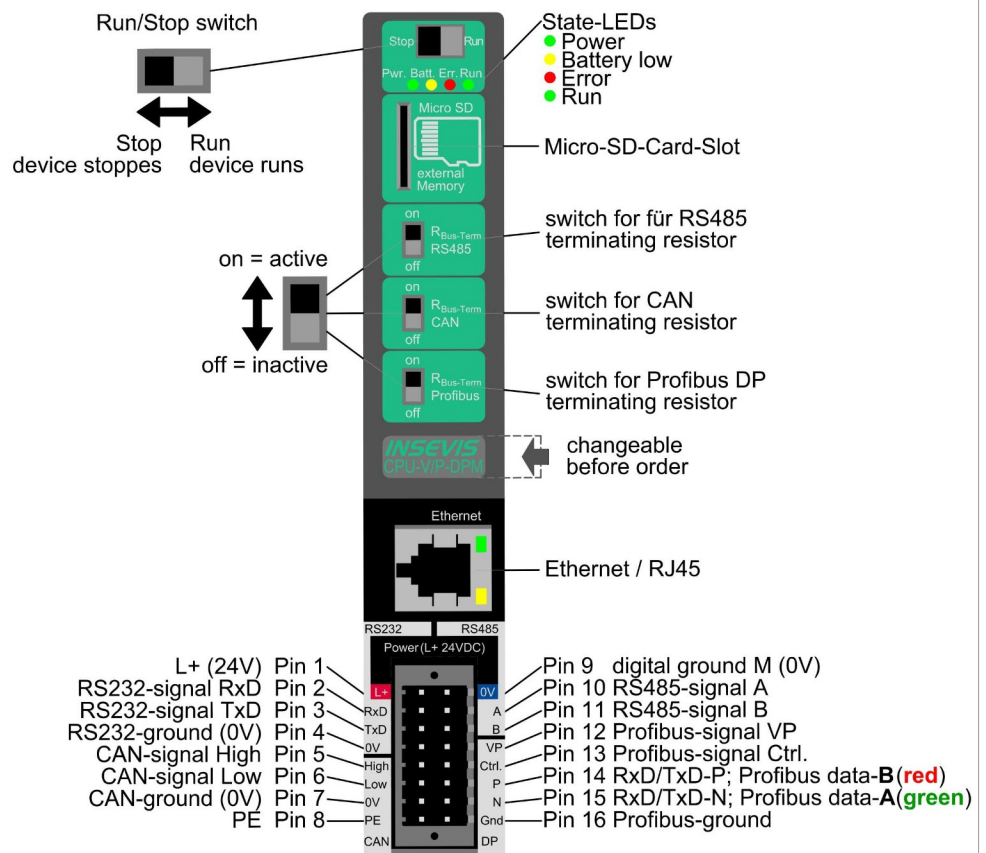 Run/Stop switch
Stop
device stoppes
Run
device runs
Stop
Run
Pwr. Batt. Err. Run
State-LEDs
Power
Battery low
Error
Run
Micro SD
external
Memory
Micro-SD-Card-Slot
on
RBus-Term
RS485
off
switch for für RS485
terminating resistor
on = active
off = inactive
on
RBus-Term
CAN
off
switch for CAN
terminating resistor
on
RBus-Term
Profibus
off
switch for Profibus DP
terminating resistor
INSEVIS
CPU-V/P-DPM
changeable
before order
Ethernet
Ethernet / RJ45
RS232
RS485
Power (L+ 24VDC)
L+ (24V) Pin 1
RS232-signal RxD Pin 2
RS232-signal TxD Pin 3
RS232-ground (0V) Pin 4
CAN-signal High Pin 5
CAN-signal Low Pin 6
CAN-ground (0V) Pin 7
PE Pin 8
L+
RxD
TxD
0V
High
Low
0V
PE
CAN
0V
A
B
VP
Ctrl.
P
N
Gnd
DP
Pin 9 digital ground M (0V)
Pin 10 RS485-signal A
Pin 11 RS485-signal B
Pin 12 Profibus-signal VP
Pin 13 Profibus-signal Ctrl.
Pin 14 RxD/TxD-P; Profibus data-B(red)
Pin 15 RxD/TxD-N; Profibus data-A(green)
Pin 16 Profibus-ground